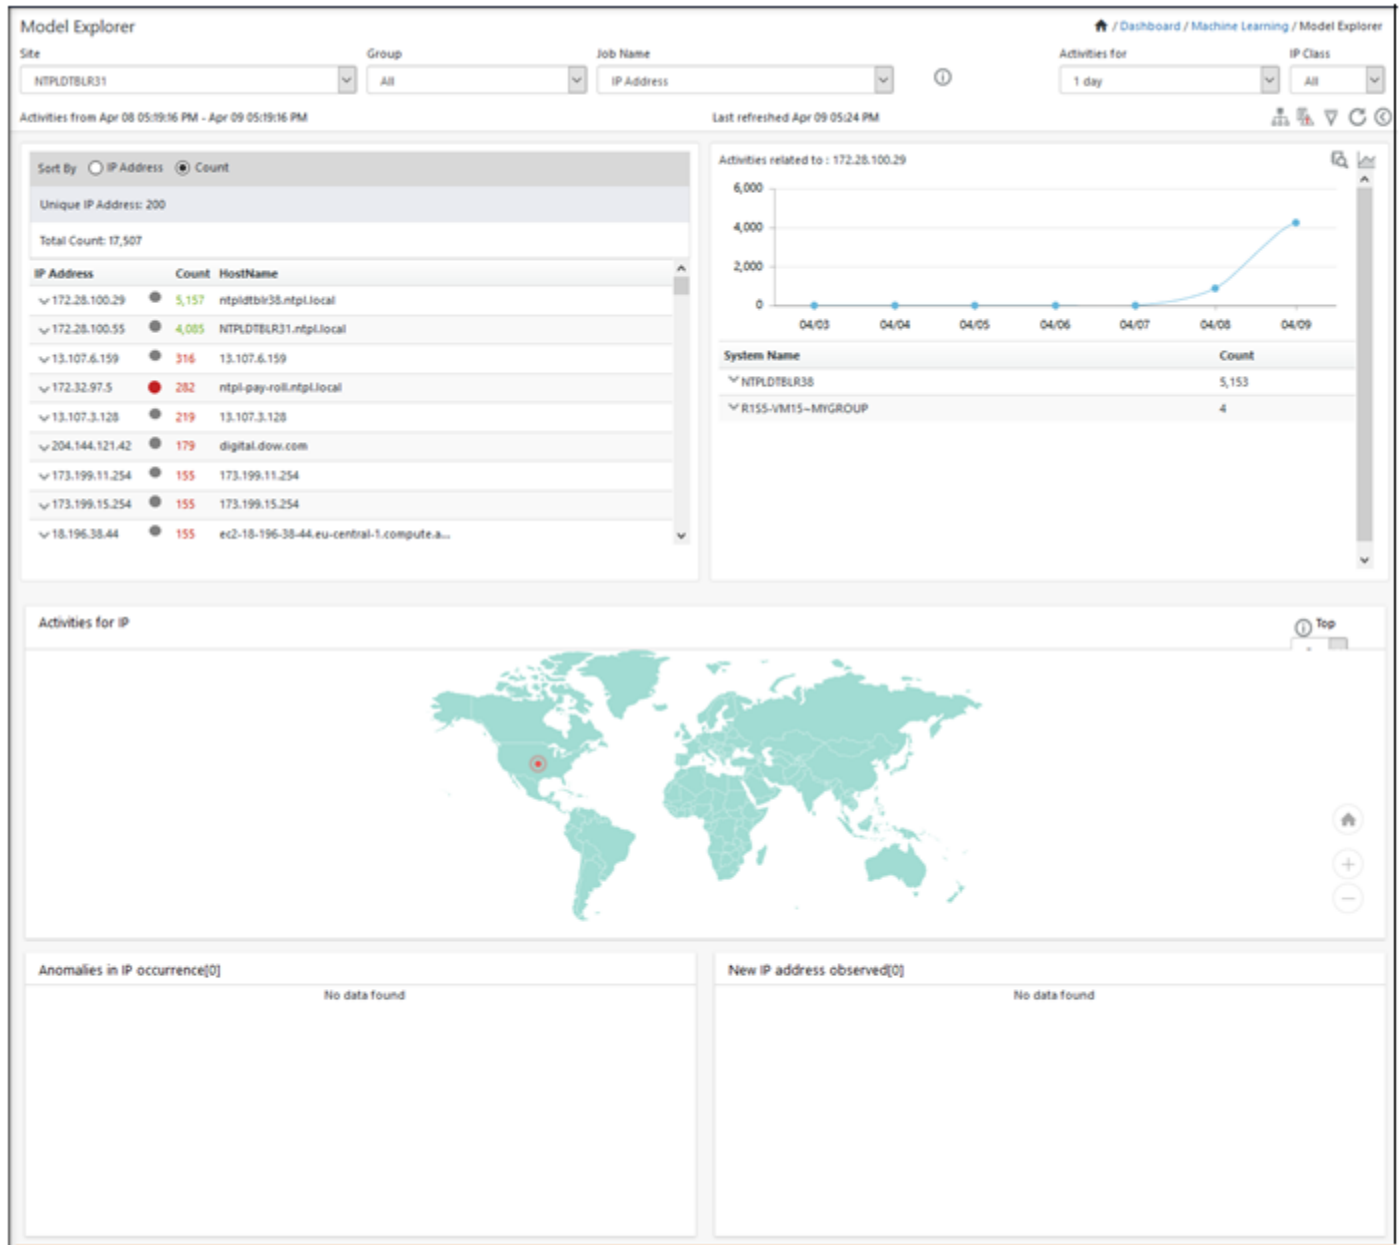 Model Explorer
/ Dashboard / Machine Learning / Model Explorer
Site Group Job Name Activities for IP Class
NTPLDTBLR31 All IP Address 1 day All
Activities from Apr 08 05:19:16 PM - Apr 09 05:19:16 PM Last refreshed Apr 09 05:24 PM
Sort By IP Address Count
Unique IP Address: 200
Total Count: 17,507
IP Address Count HostName
172.28.100.29 5,157 ntpldtblr38.ntpl.local
172.28.100.55 4,085 NTPLDTBLR31.ntpl.local
13.107.6.159 316 13.107.6.159
172.32.97.5 282 ntpl-pay-roll.ntpl.local
13.107.3.128 219 13.107.3.128
204.144.121.42 179 digital.dow.com
173.199.11.254 155 173.199.11.254
173.199.15.254 155 173.199.15.254
18.196.38.44 155 ec2-18-196-38-44.eu-central-1.compute.a...
Activities related to : 172.28.100.29
6,000
4,000
2,000
0
04/03 04/04 04/05 04/06 04/07 04/08 04/09
System Name Count
NTPLDTBLR38 5,153
R1S5-VM15~MYGROUP 4
Activities for IP
Top
Anomalies in IP occurrence[0]
No data found
New IP address observed[0]
No data found